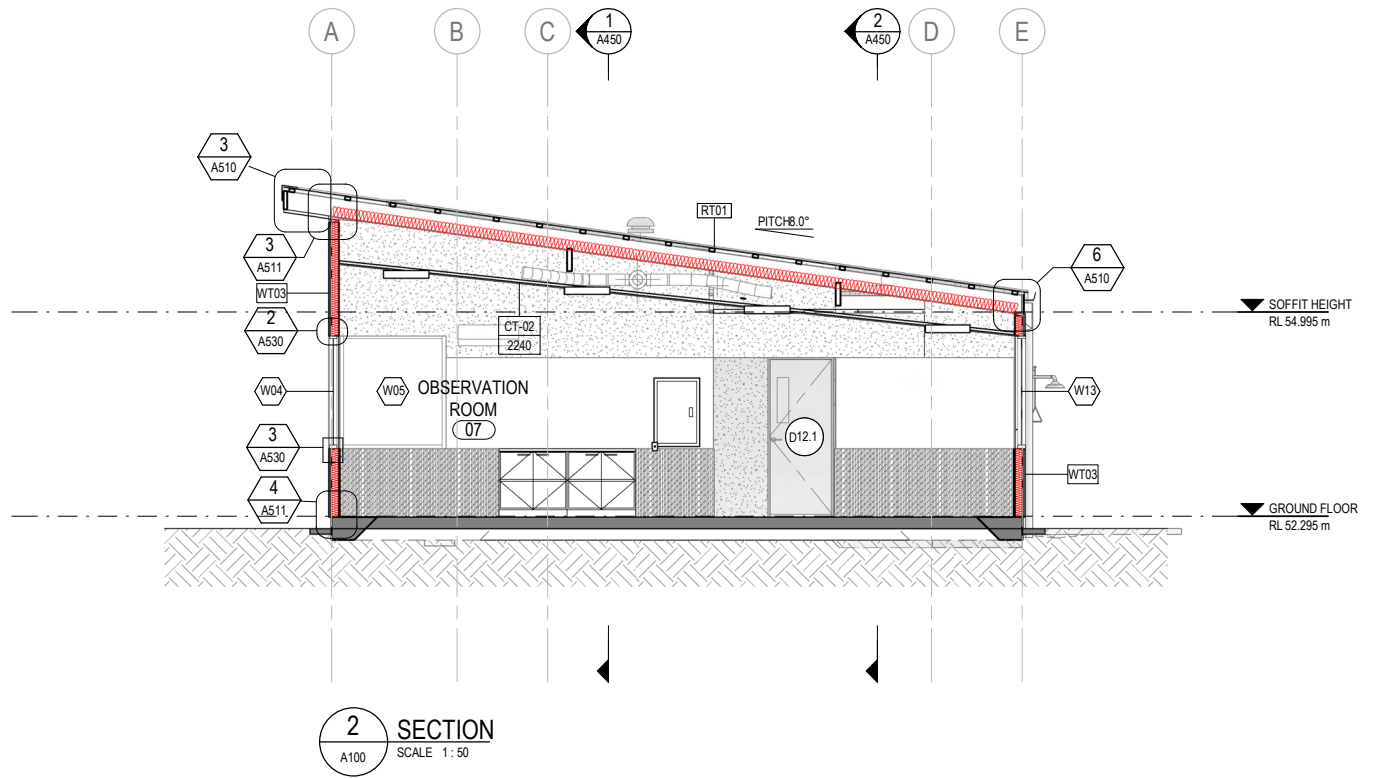 A
B
C
1
A450
2
A450
D
E
3
A510
RT01
PITCH8.0°
3
A511
6
A510
WT03
SOFFIT HEIGHT
RL 54.995 m
2
A530
CT-02
2240
W04
W05
OBSERVATION
ROOM
07
W13
3
A530
D12.1
WT03
4
A511
GROUND FLOOR
RL 52.295 m
2
A100
SECTION
SCALE 1 : 50